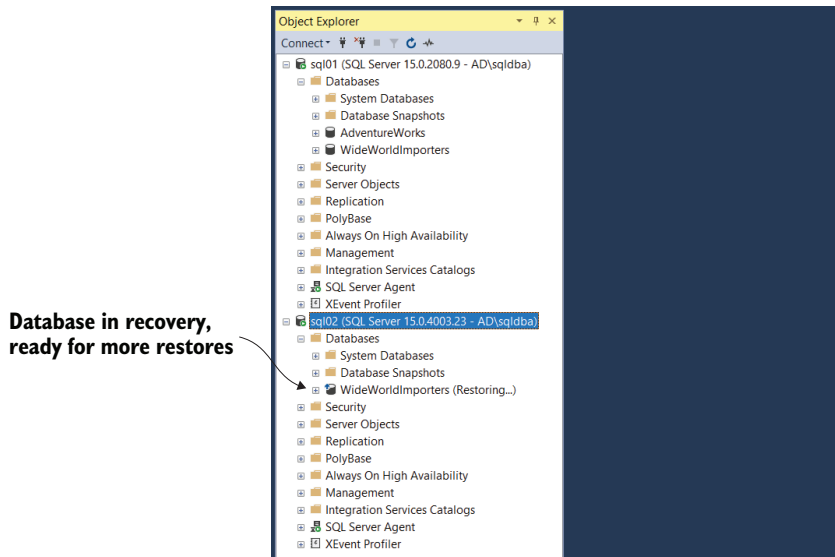 Object Explorer
Connect
sql01 (SQL Server 15.0.2080.9 - AD\sqldba)
Databases
System Databases
Database Snapshots
AdventureWorks
WideWorldImporters
Security
Server Objects
Replication
PolyBase
Always On High Availability
Management
Integration Services Catalogs
SQL Server Agent
XEvent Profiler
Database in recovery,
ready for more restores
sql02 (SQL Server 15.0.4003.23 - AD\sqldba)
Databases
System Databases
Database Snapshots
WideWorldImporters (Restoring...)
Security
Server Objects
Replication
PolyBase
Always On High Availability
Management
Integration Services Catalogs
SQL Server Agent
XEvent Profiler